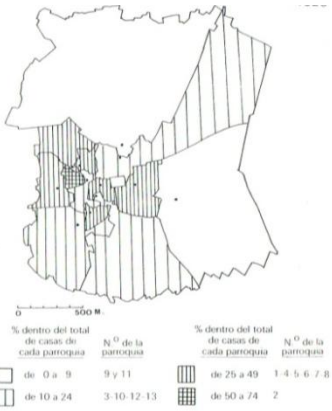 0 500 M.
% dentro del total de casas de cada parroquia
N.º de la parroquia
de 0 a 9 9 y 11
de 10 a 24 3-10-12-13
% dentro del total de casas de cada parroquia
N.º de la parroquia
de 25 a 49 1-4-5-6-7-8
de 50 a 74 2